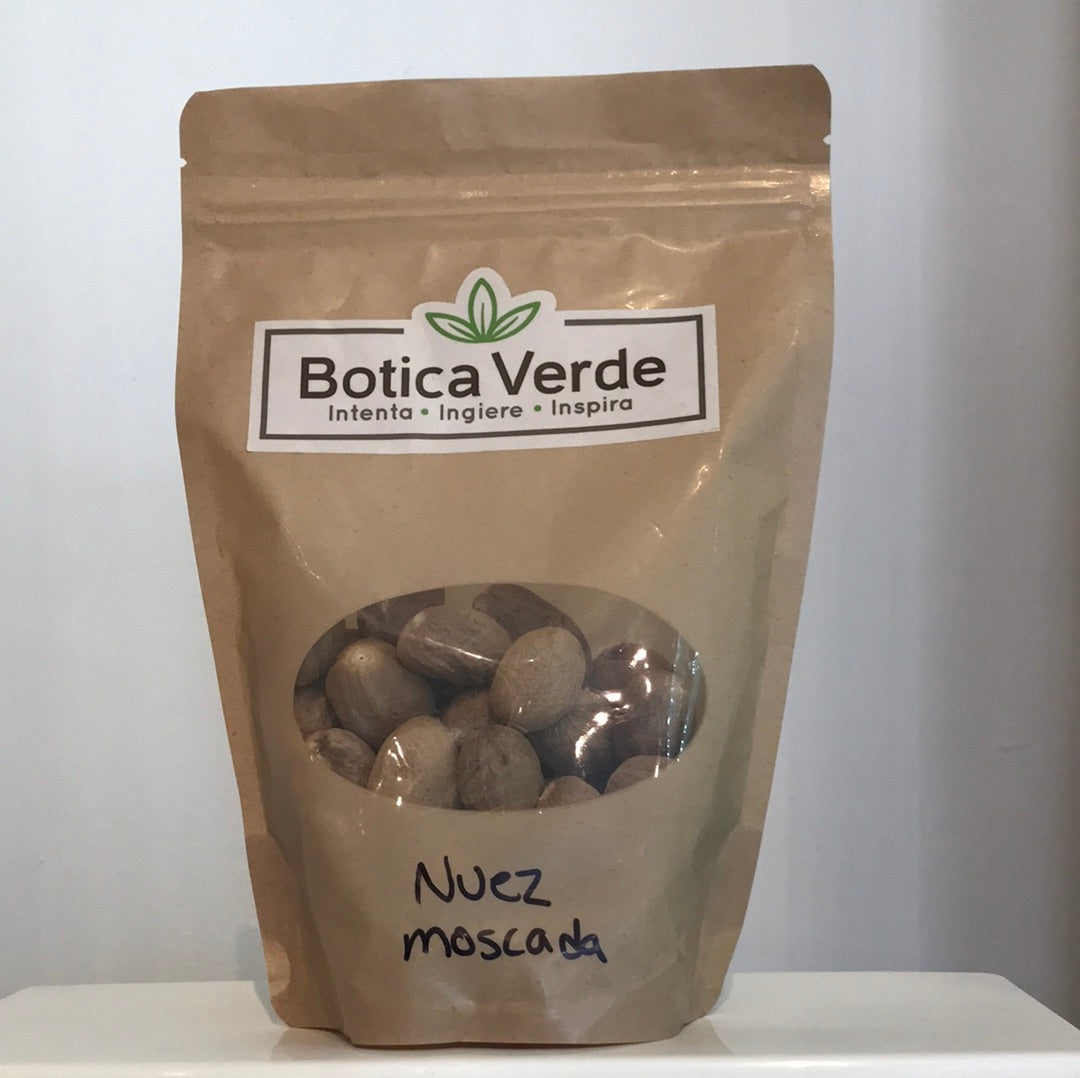 Botica Verde
Intenta • Ingiere • Inspira
Nuez
moscada